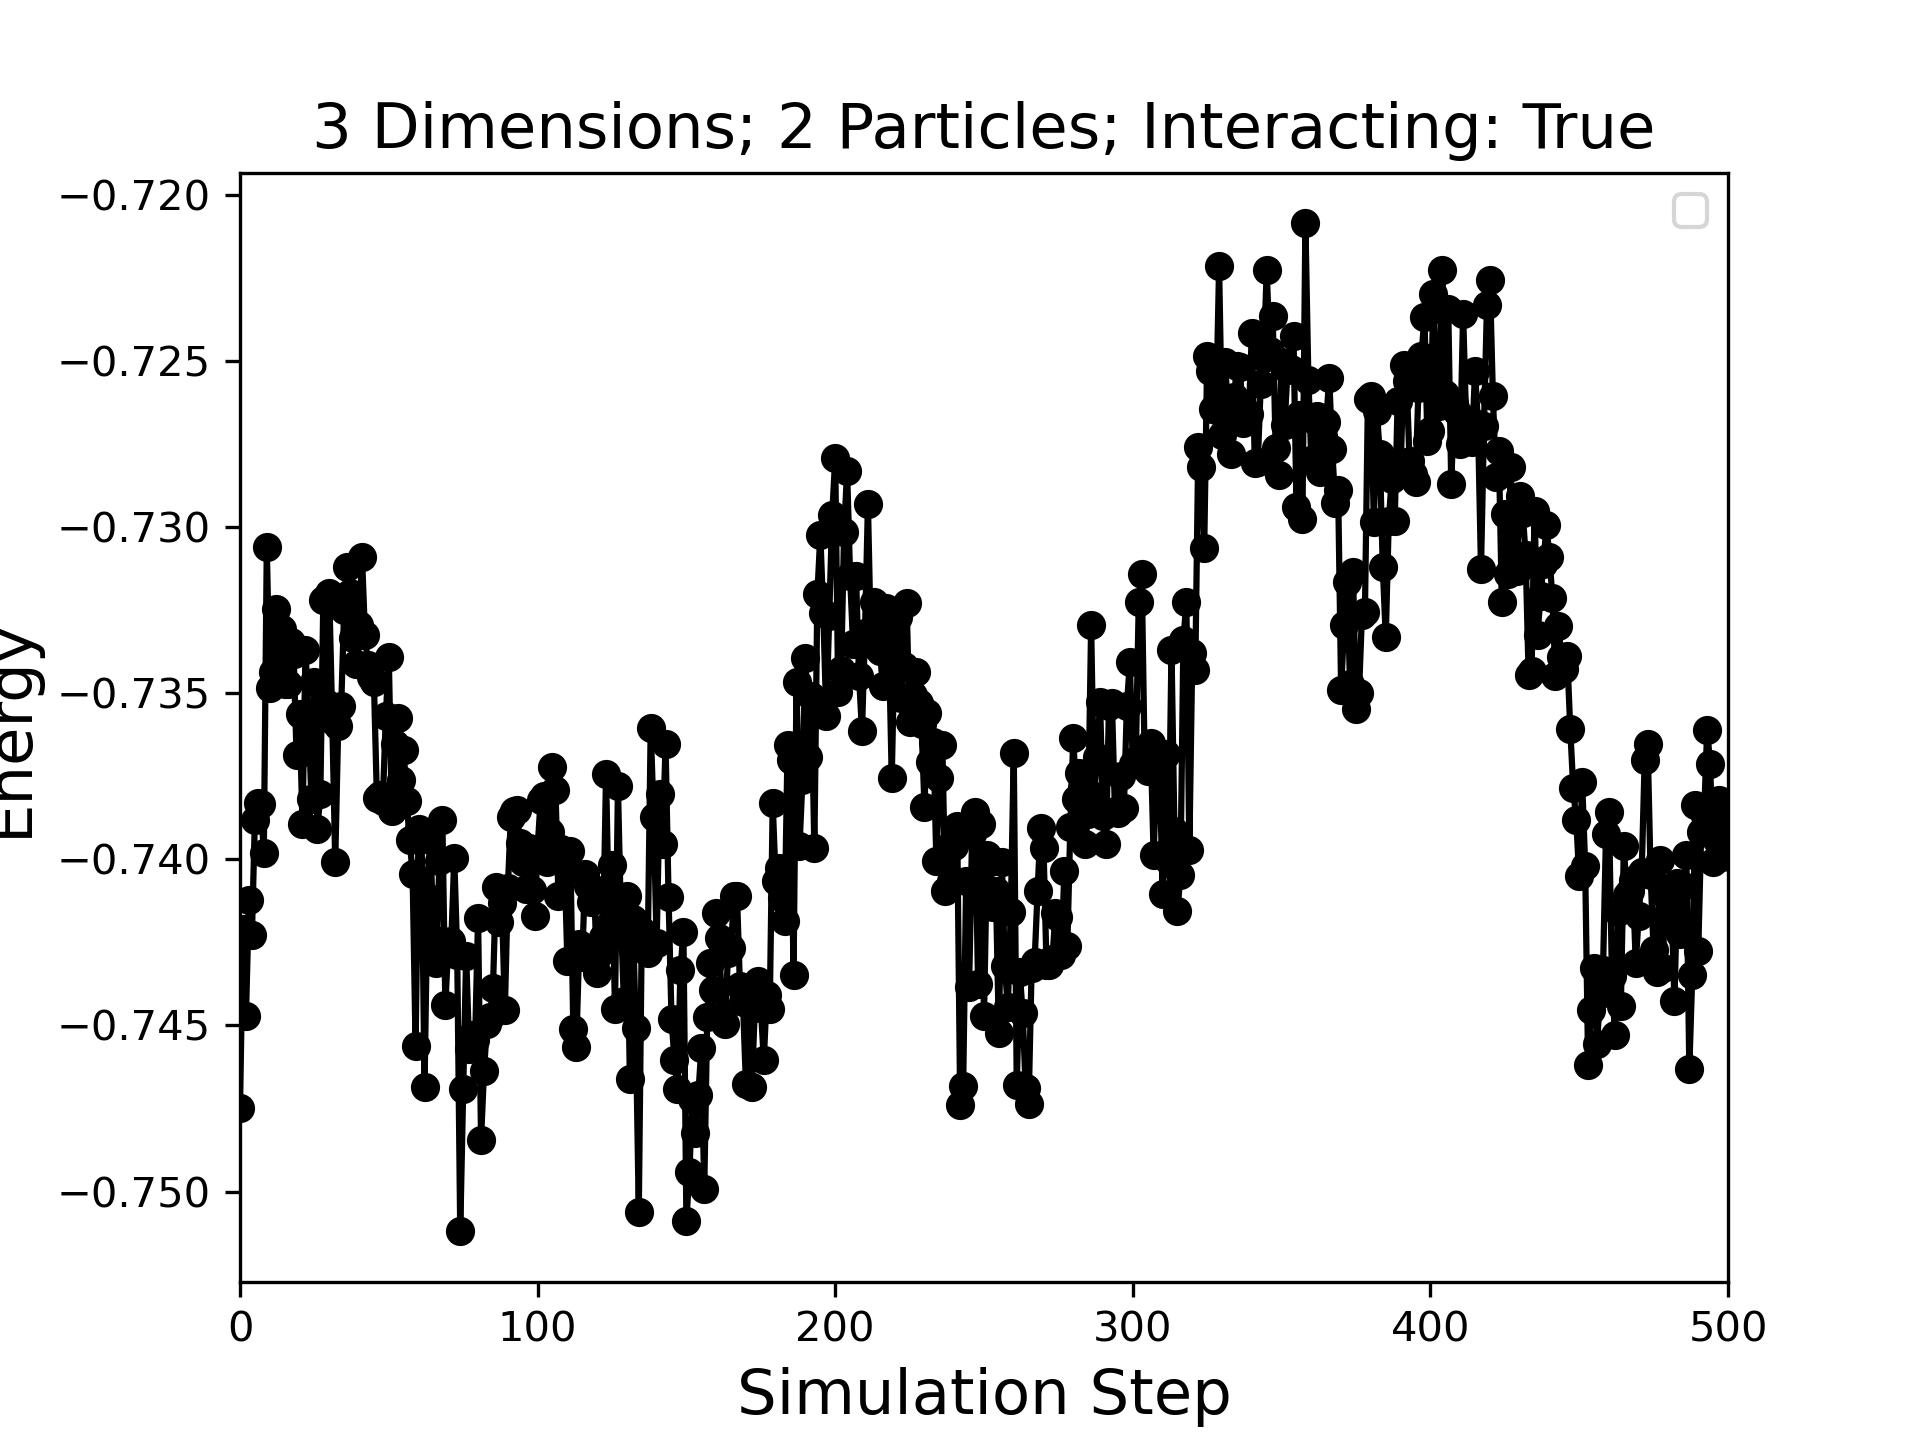 3 Dimensions; 2 Particles; Interacting: True
−0.720
−0.725
−0.730
−0.735
−0.740
−0.745
−0.750
Energy
0 100 200 300 400 500
Simulation Step